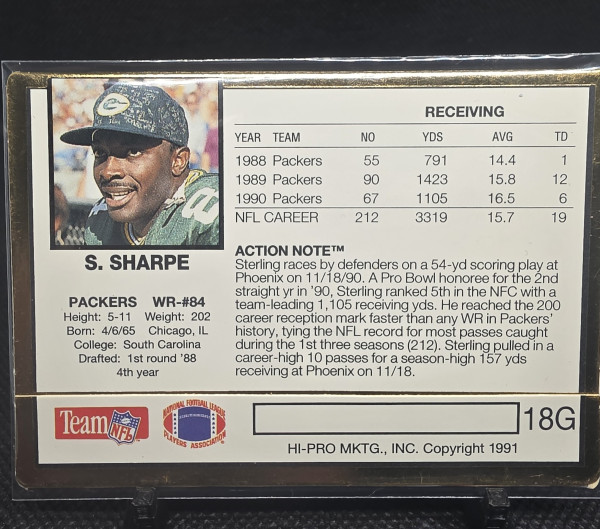 RECEIVING
YEAR TEAM NO YDS AVG TD
1988 Packers 55 791 14.4 1
1989 Packers 90 1423 15.8 12
1990 Packers 67 1105 16.5 6
NFL CAREER 212 3319 15.7 19
G
8
S. SHARPE
PACKERS WR-#84
Height: 5-11 Weight: 202
Born: 4/6/65 Chicago, IL
College: South Carolina
Drafted: 1st round '88
4th year
ACTION NOTE™
Sterling races by defenders on a 54-yd scoring play at
Phoenix on 11/18/90. A Pro Bowl honoree for the 2nd
straight yr in '90, Sterling ranked 5th in the NFC with a
team-leading 1,105 receiving yds. He reached the 200
career reception mark faster than any WR in Packers'
history, tying the NFL record for most passes caught
during the 1st three seasons (212). Sterling pulled in a
career-high 10 passes for a season-high 157 yds
receiving at Phoenix on 11/18.
Team NFL
NATIONAL FOOTBALL LEAGUE
PLAYERS ASSOCIATION
18G
HI-PRO MKTG., INC. Copyright 1991